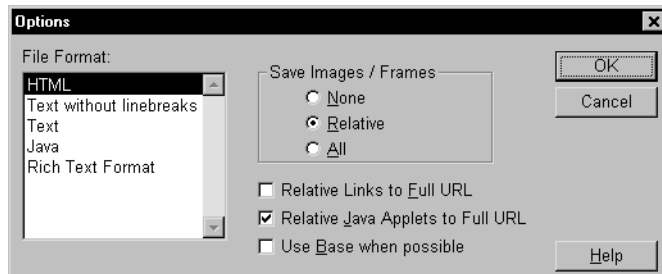 Options
File Format:
HTML
Text without linebreaks
Text
Java
Rich Text Format
Save Images / Frames
None
Relative
All
Relative Links to Full URL
Relative Java Applets to Full URL
Use Base when possible
OK
Cancel
Help